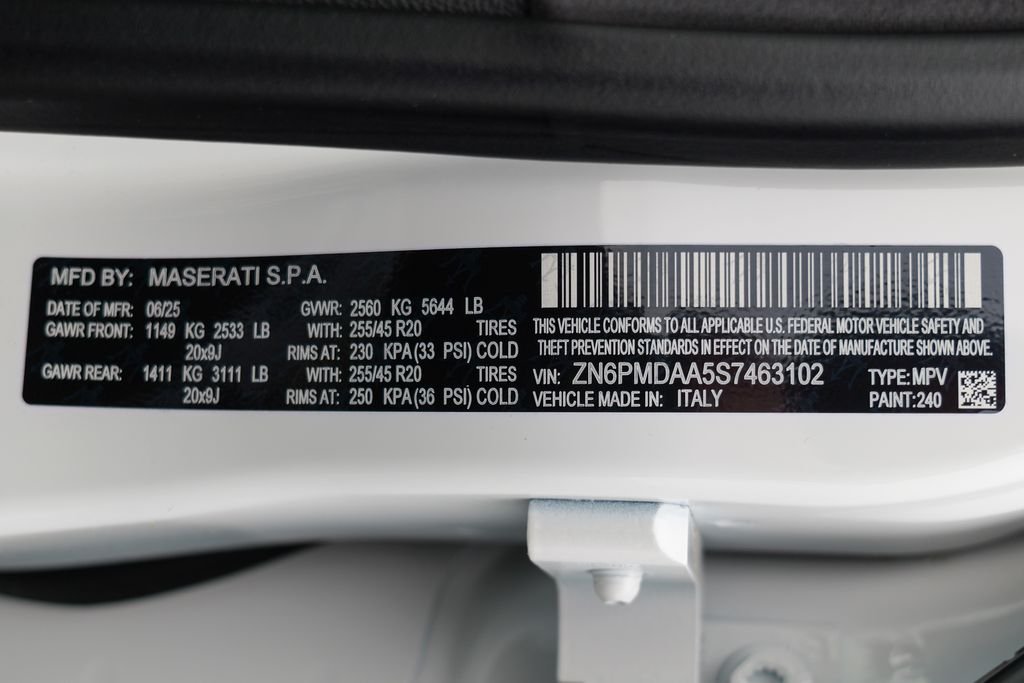 MFD BY: MASERATI S.P.A.
DATE OF MFR: 06/25 GVWR: 2560 KG 5644 LB
GAWR FRONT: 1149 KG 2533 LB WITH: 255/45 R20 TIRES
20x9J RIMS AT: 230 KPA (33 PSI) COLD
GAWR REAR: 1411 KG 3111 LB WITH: 255/45 R20 TIRES
20x9J RIMS AT: 250 KPA (36 PSI) COLD
THIS VEHICLE CONFORMS TO ALL APPLICABLE U.S. FEDERAL MOTOR VEHICLE SAFETY AND
THEFT PREVENTION STANDARDS IN EFFECT ON THE DATE OF MANUFACTURE SHOWN ABOVE.
VIN: ZN6PMDAA5S7463102 TYPE: MPV
VEHICLE MADE IN: ITALY PAINT: 240